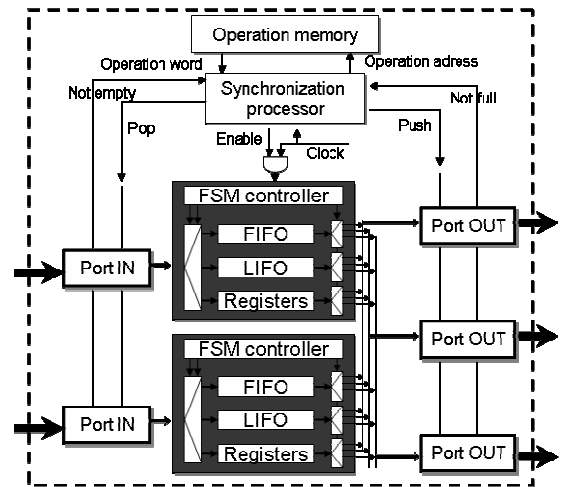 Operation memory
Operation word
Operation adress
Not empty
Synchronization
processor
Not full
Pop
Enable
Clock
Push
FSM controller
FIFO
LIFO
Registers
Port IN
Port OUT
Port OUT
FSM controller
FIFO
LIFO
Registers
Port IN
Port OUT